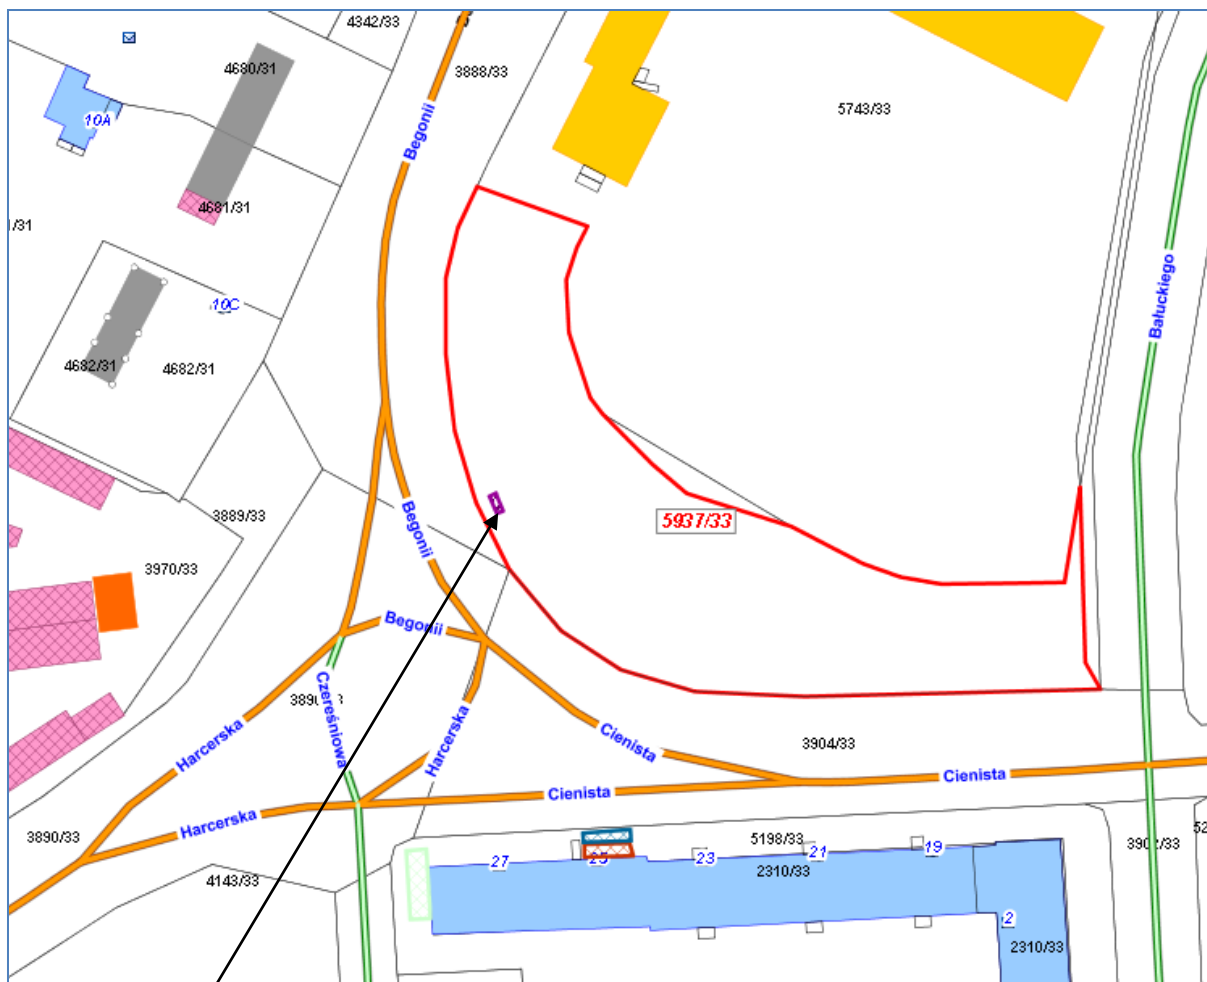 4342/33
3888/33
4680/31
5743/33
10A
Begonii
4681/31
1/31
Bałuckiego
10C
4682/31
4682/31
3889/33
Begonii
5937/33
3970/33
Begonii
Czereśniowa
Harcerska
Harcerska
Cienista
3904/33
Cienista
Cienista
Harcerska
3890/33
5198/33
27
25
23
21
19
2310/33
4143/33
2
2310/33